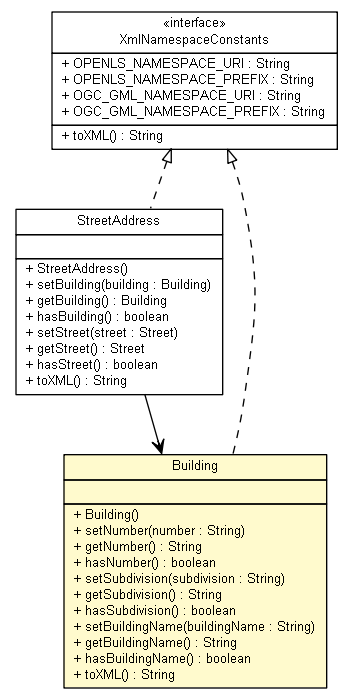 «interface»
XmlNamespaceConstants
+ OPENLS_NAMESPACE_URI : String
+ OPENLS_NAMESPACE_PREFIX : String
+ OGC_GML_NAMESPACE_URI : String
+ OGC_GML_NAMESPACE_PREFIX : String
+ toXML() : String
StreetAddress
+ StreetAddress()
+ setBuilding(building : Building)
+ getBuilding() : Building
+ hasBuilding() : boolean
+ setStreet(street : Street)
+ getStreet() : Street
+ hasStreet() : boolean
+ toXML() : String
Building
+ Building()
+ setNumber(number : String)
+ getNumber() : String
+ hasNumber() : boolean
+ setSubdivision(subdivision : String)
+ getSubdivision() : String
+ hasSubdivision() : boolean
+ setBuildingName(buildingName : String)
+ getBuildingName() : String
+ hasBuildingName() : boolean
+ toXML() : String